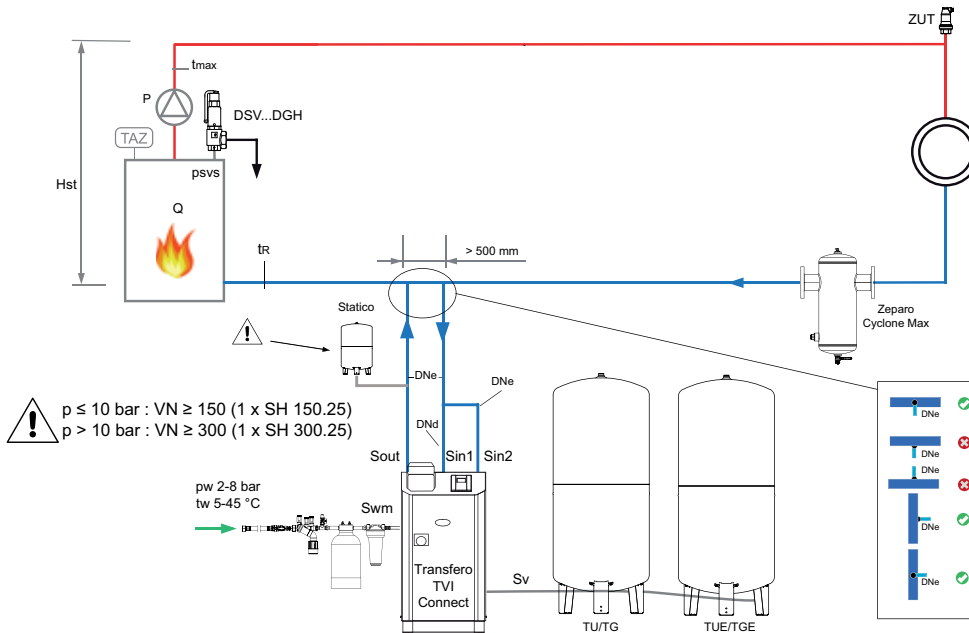 ZUT
tmax
P
DSV...DGH
TAZ
psvs
Hst
Q
tR
> 500 mm
Statico
Zeparo
Cyclone Max
DNe
DNe
p ≤ 10 bar : VN ≥ 150 (1 x SH 150.25)
p > 10 bar : VN ≥ 300 (1 x SH 300.25)
DNd
Sout
Sin1
Sin2
pw 2-8 bar
tw 5-45 °C
Swm
Transfero
TVI
Connect
Sv
TU/TG
TUE/TGE
DNe
DNe
DNe
DNe
DNe